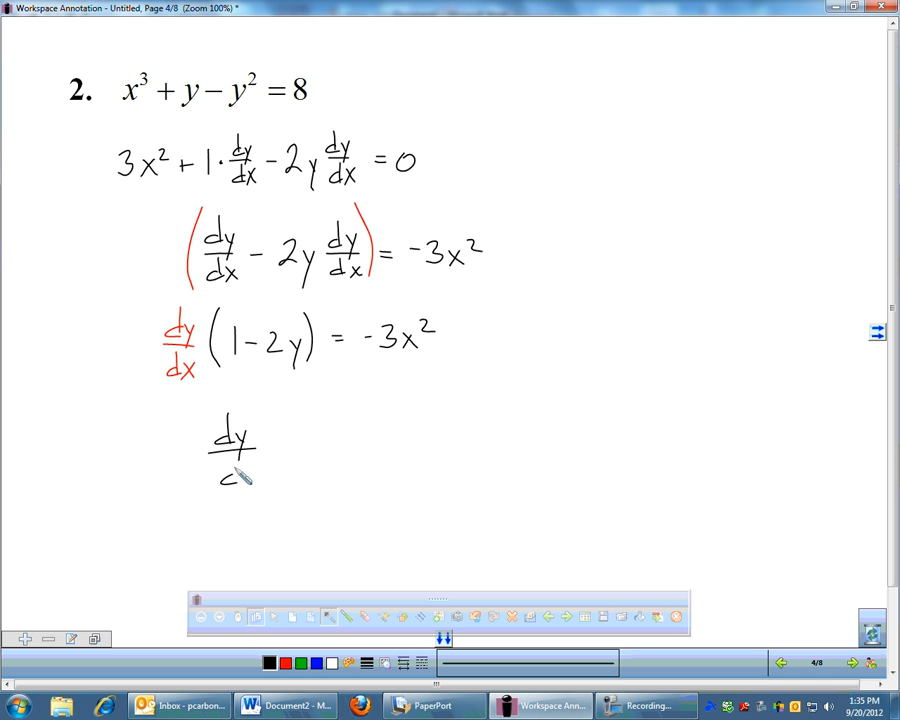 Workspace Annotation - Untitled, Page 4/8 (Zoom 100%) *
2. x³ + y − y² = 8
3x² + 1 · dy/dx − 2y dy/dx = 0
(dy/dx − 2y dy/dx) = -3x²
dy/dx (1 − 2y) = -3x²
dy
4/8
Inbox - pcarbon...
Document2 - M...
PaperPort
Workspace Ann...
Recording...
1:35 PM
9/20/2012